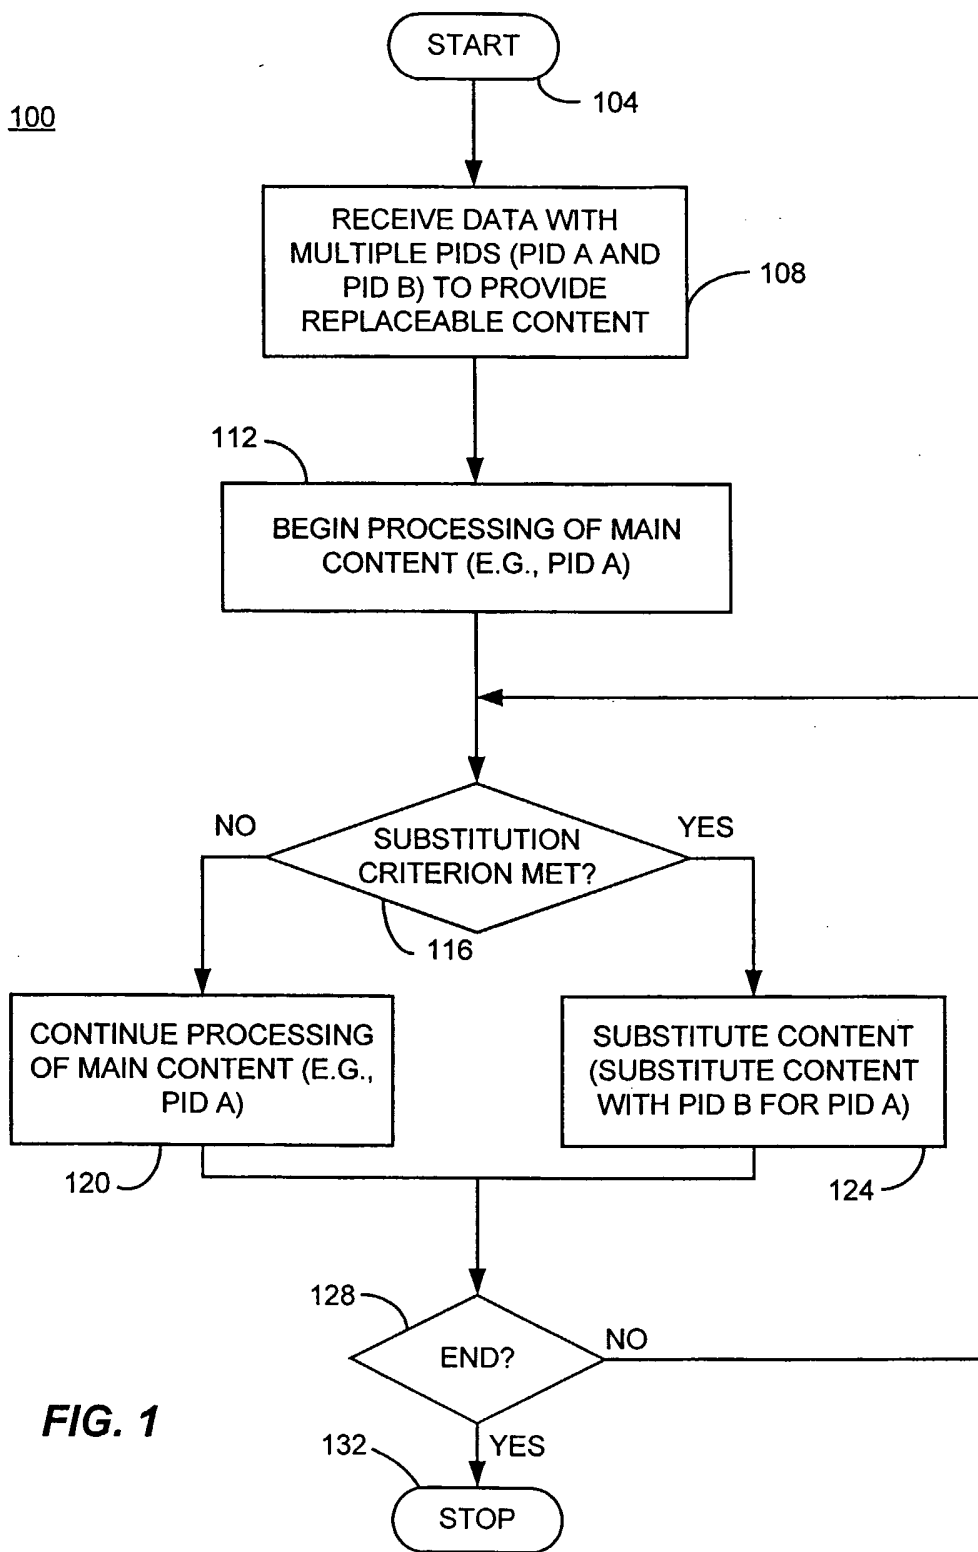 START
104
100
RECEIVE DATA WITH
MULTIPLE PIDS (PID A AND
PID B) TO PROVIDE
REPLACEABLE CONTENT
108
112
BEGIN PROCESSING OF MAIN
CONTENT (E.G., PID A)
NO
YES
SUBSTITUTION
CRITERION MET?
116
CONTINUE PROCESSING
OF MAIN CONTENT (E.G.,
PID A)
120
SUBSTITUTE CONTENT
(SUBSTITUTE CONTENT
WITH PID B FOR PID A)
124
128
END?
NO
FIG. 1
YES
132
STOP